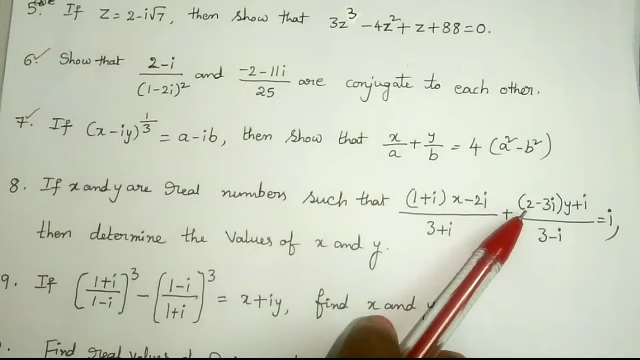 5. If Z = 2-i√7, then show that 3z³ -4z² + z + 88 = 0.
6. Show that (2-i)/(1-2i)² and (-2-11i)/25 are conjugate to each other.
7. If (x-iy)^(1/3) = a-ib, then show that x/a + y/b = 4 (a²-b²)
8. If x and y are real numbers such that ((1+i)x-2i)/(3+i) + ((2-3i)y+i)/(3-i) = i,
then determine the values of x and y.
9. If ((1+i)/(1-i))³ - ((1-i)/(1+i))³ = x+iy, find x and y
Find real values